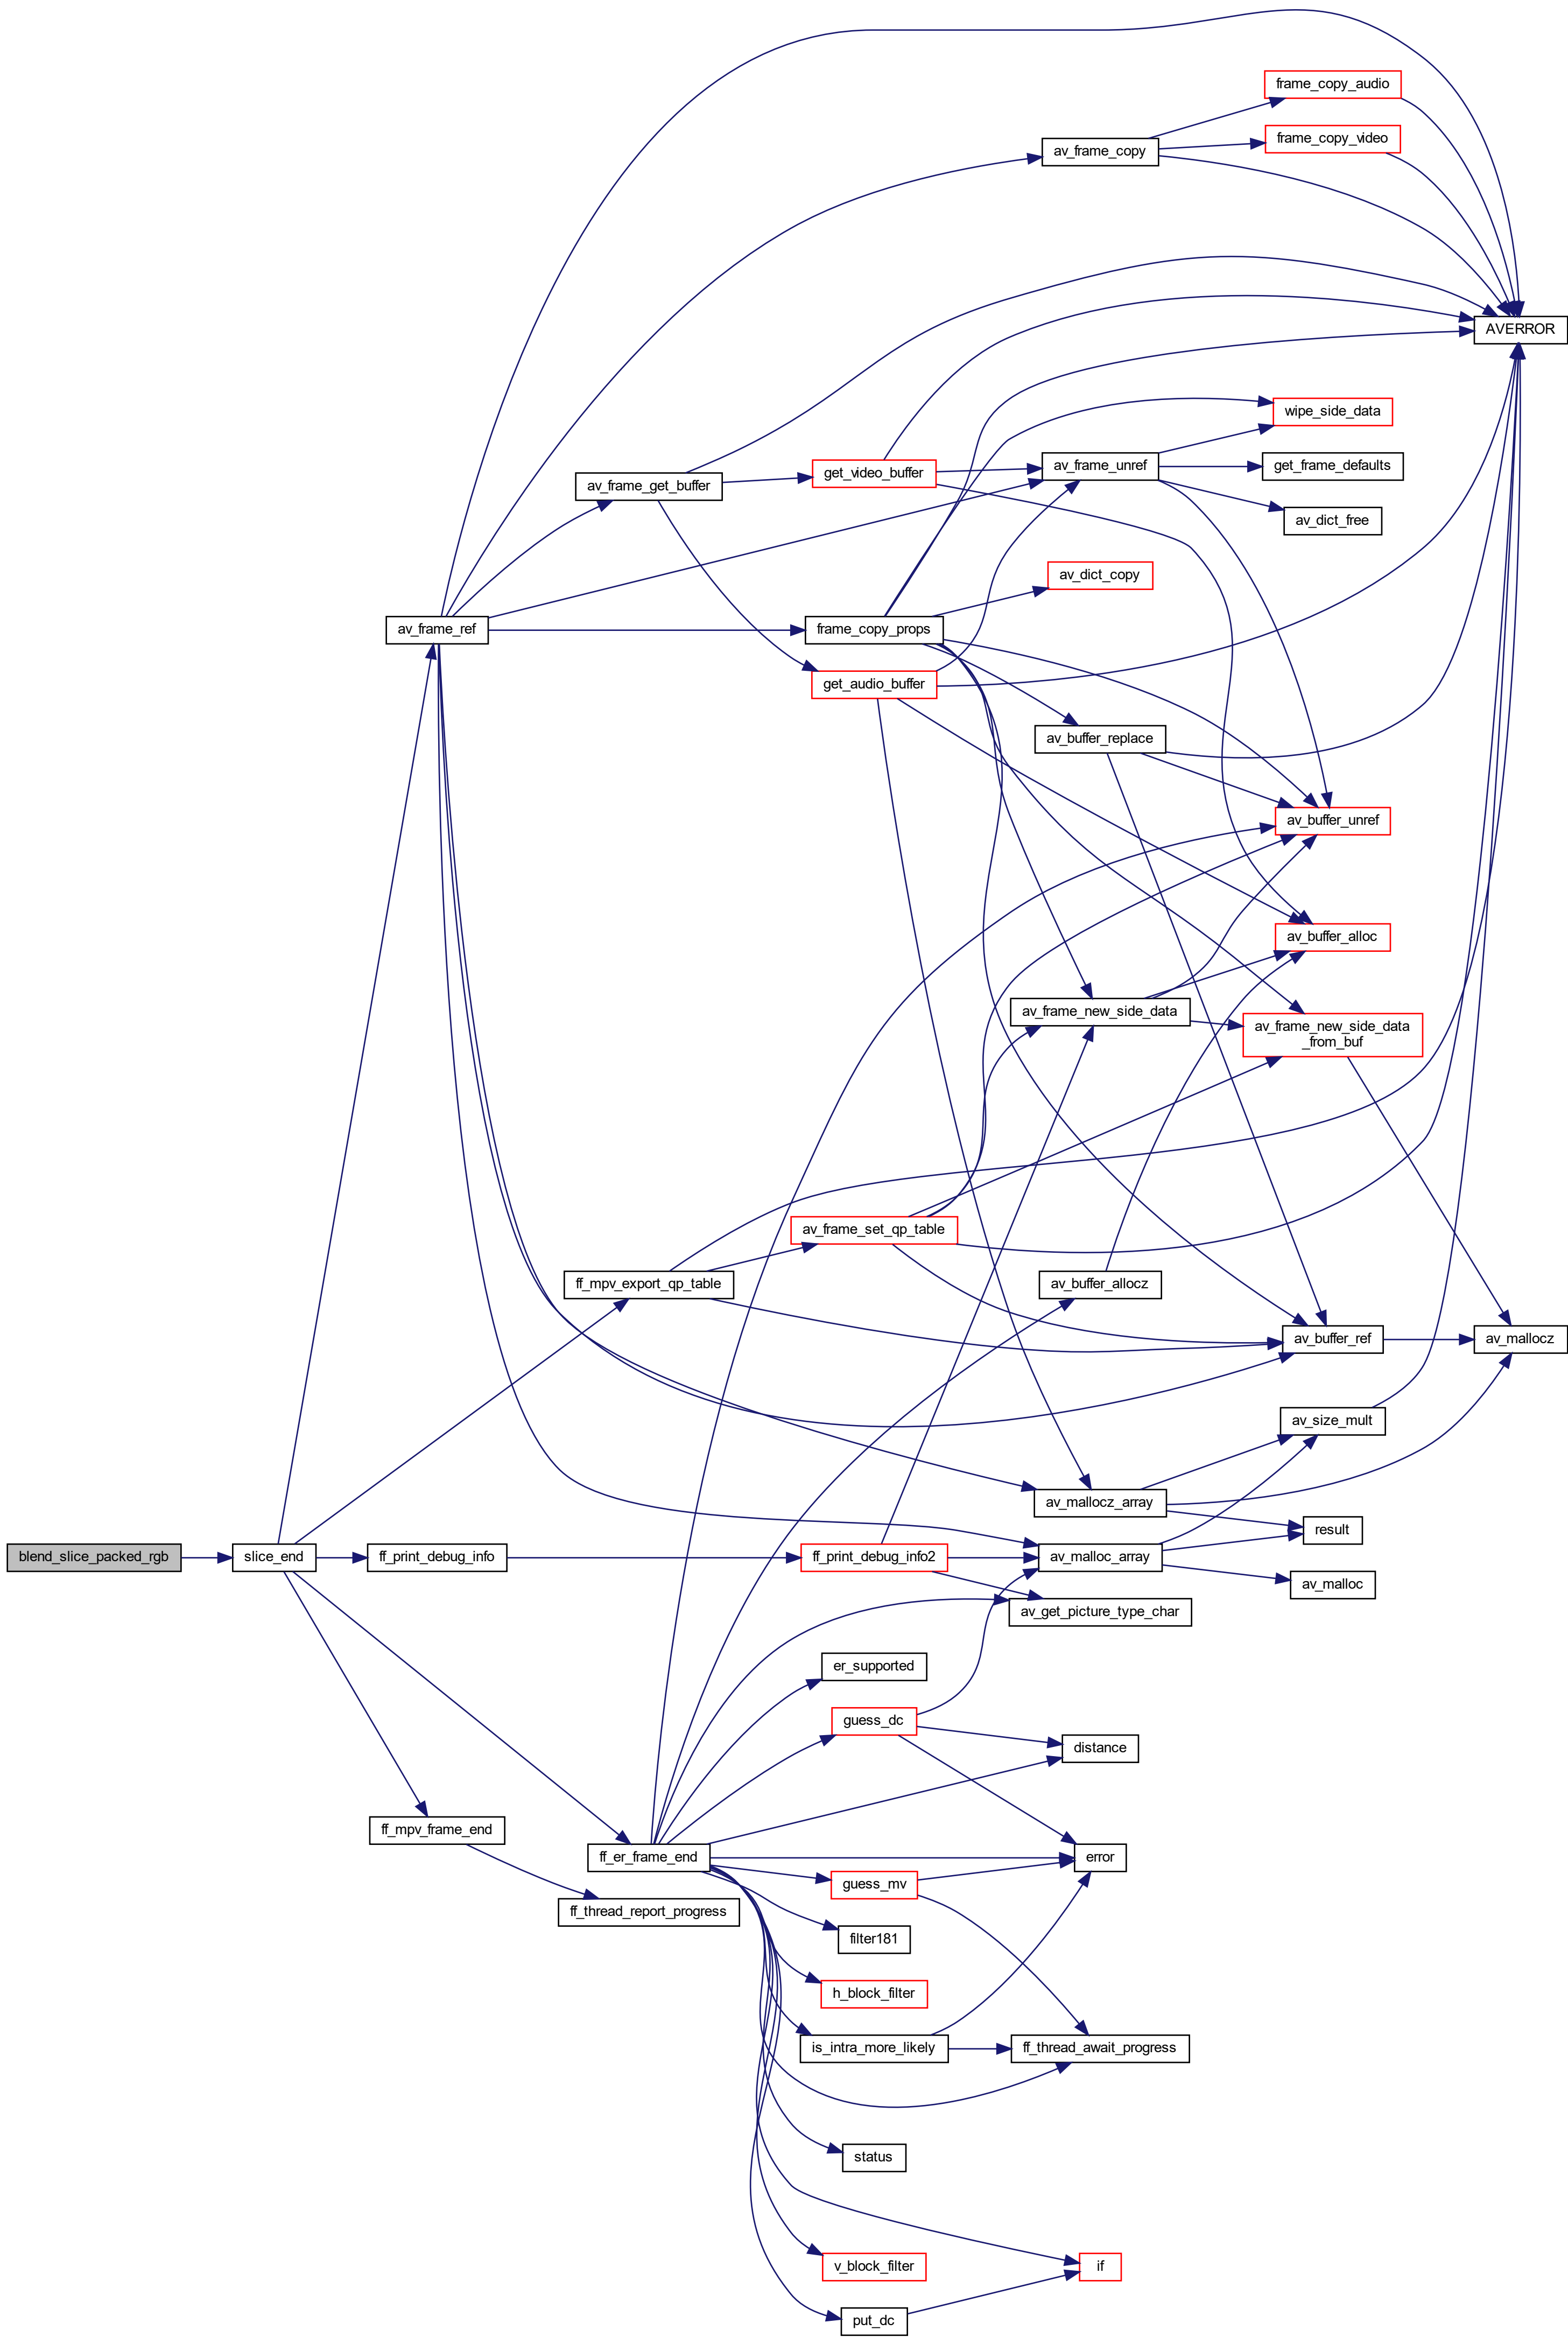 frame_copy_audio
frame_copy_video
av_frame_copy
AVERROR
wipe_side_data
av_frame_unref
get_frame_defaults
get_video_buffer
av_frame_get_buffer
av_dict_free
av_dict_copy
av_frame_ref
frame_copy_props
get_audio_buffer
av_buffer_replace
av_buffer_unref
av_buffer_alloc
av_frame_new_side_data
av_frame_new_side_data
_from_buf
av_frame_set_qp_table
ff_mpv_export_qp_table
av_buffer_allocz
av_buffer_ref
av_mallocz
av_size_mult
av_mallocz_array
result
blend_slice_packed_rgb
slice_end
ff_print_debug_info
ff_print_debug_info2
av_malloc_array
av_malloc
av_get_picture_type_char
er_supported
guess_dc
distance
ff_mpv_frame_end
ff_er_frame_end
error
guess_mv
ff_thread_report_progress
filter181
h_block_filter
is_intra_more_likely
ff_thread_await_progress
status
v_block_filter
if
put_dc